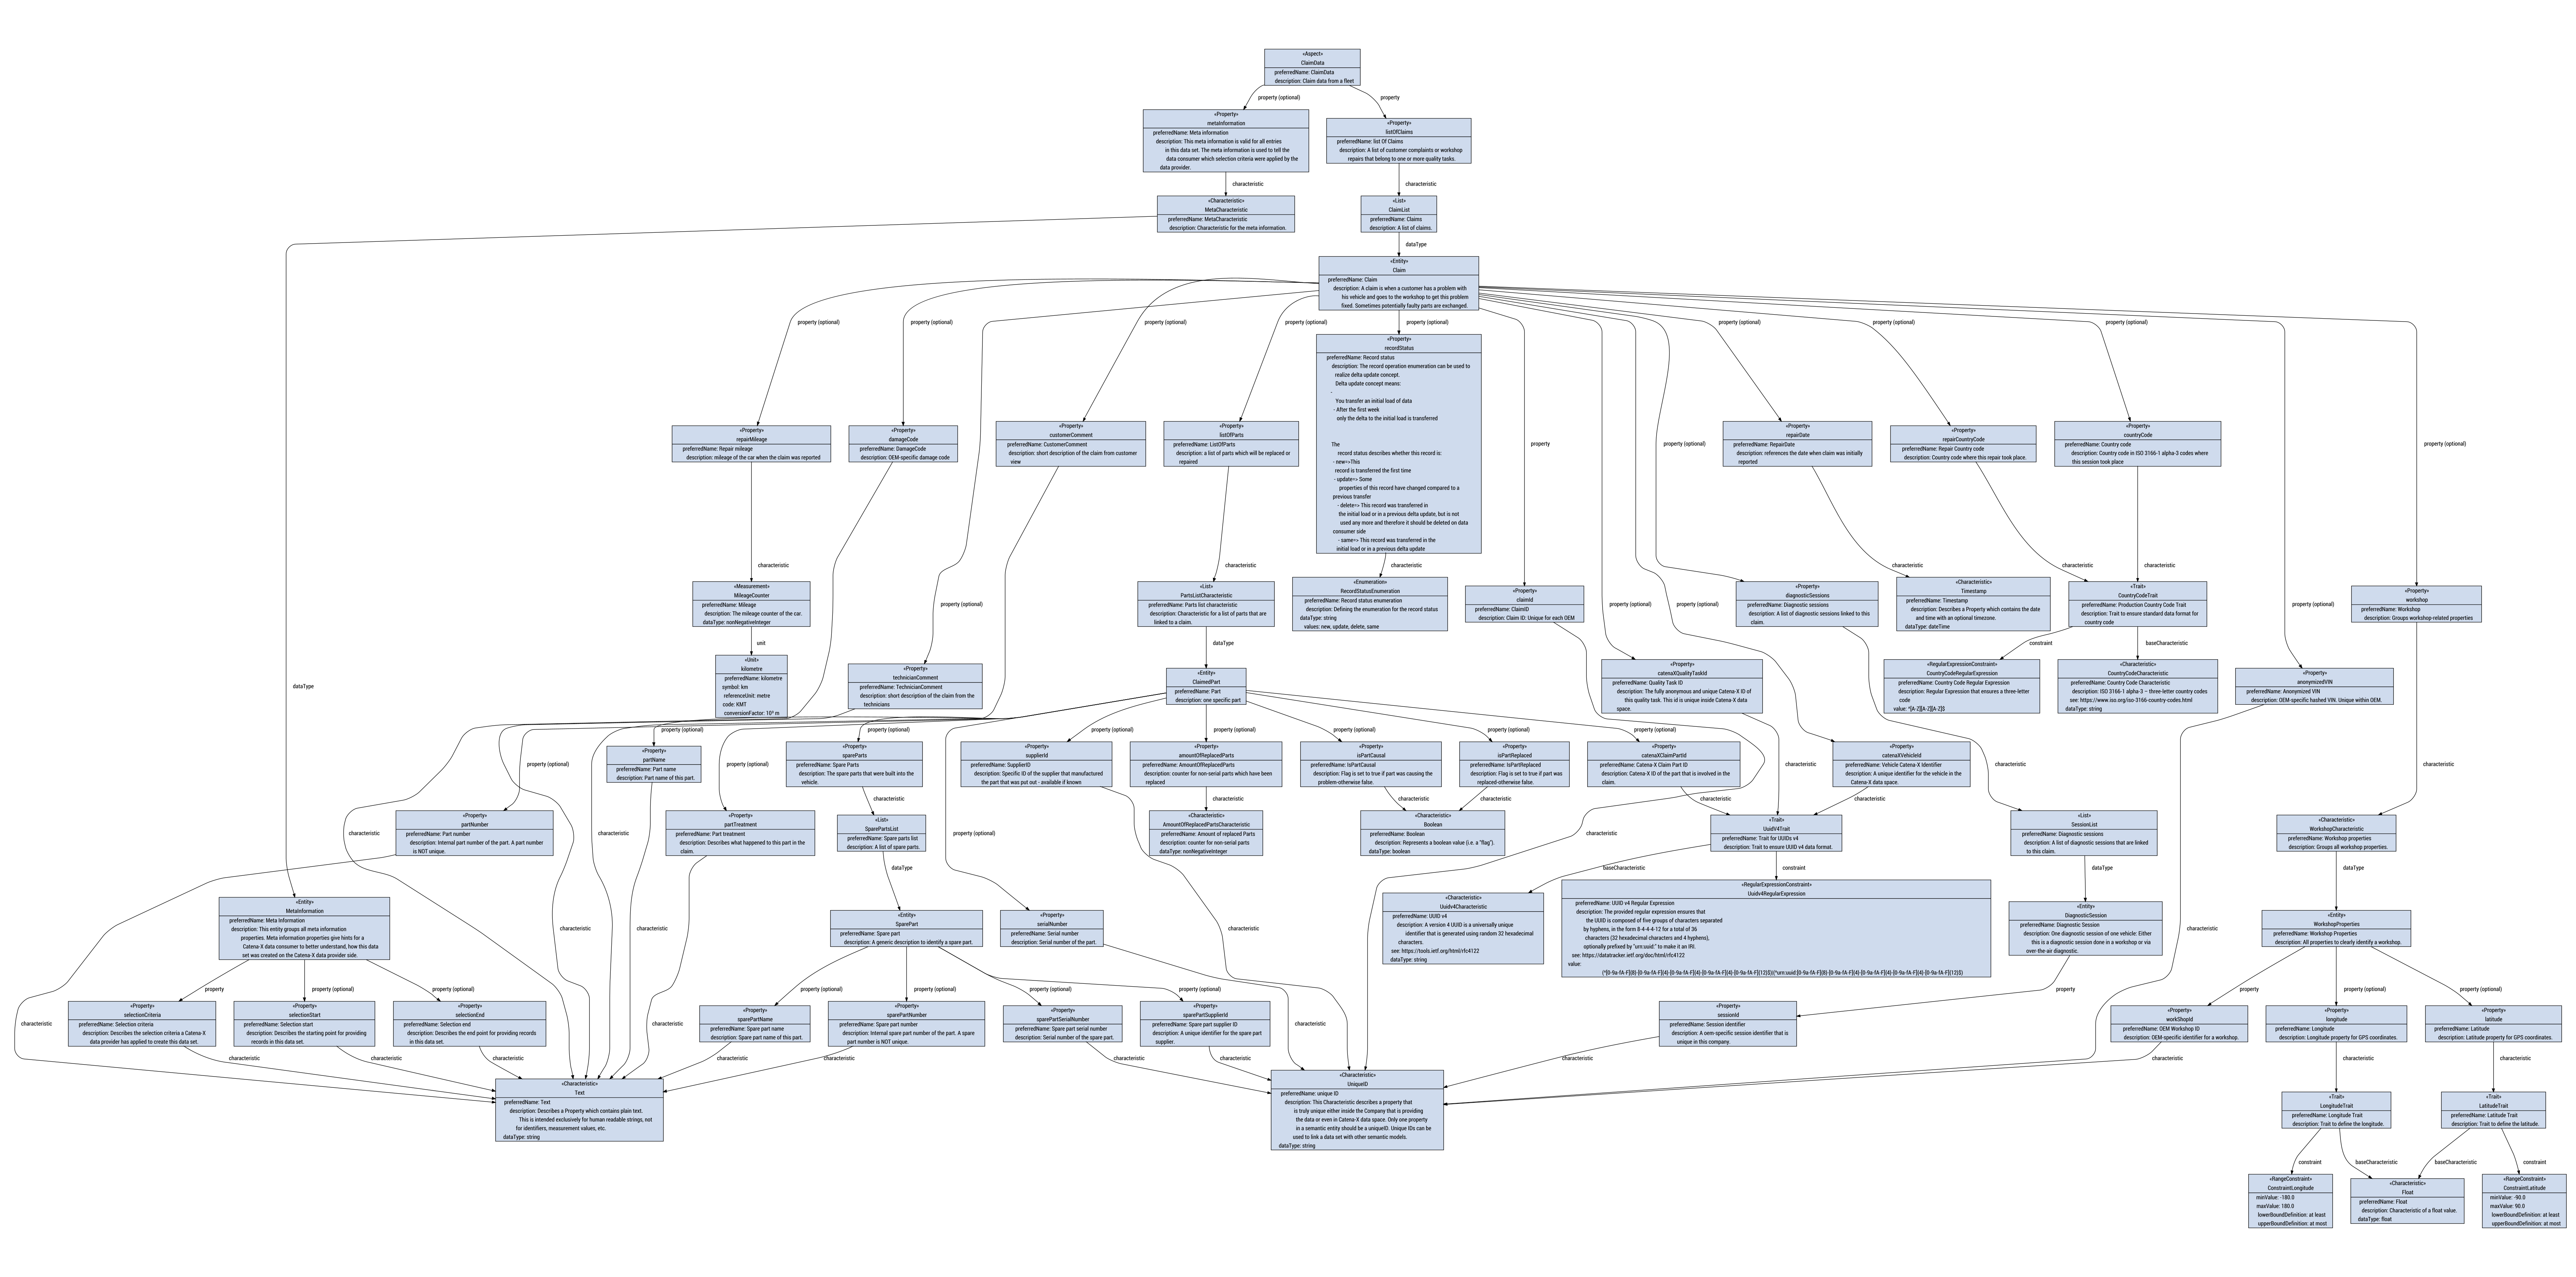 «Aspect»
ClaimData
preferredName: ClaimData
description: Claim data from a fleet
property (optional)
property
«Property»
metaInformation
preferredName: Meta information
description: This meta information is valid for all entries
in this data set. The meta information is used to tell the
data consumer which selection criteria were applied by the
data provider.
«Property»
listOfClaims
preferredName: list Of Claims
description: A list of customer complaints or workshop
repairs that belong to one or more quality tasks.
characteristic
characteristic
«Characteristic»
MetaCharacteristic
preferredName: MetaCharacteristic
description: Characteristic for the meta information.
«List»
ClaimList
preferredName: Claims
description: A list of claims.
dataType
«Entity»
Claim
preferredName: Claim
description: A claim is when a customer has a problem with
his vehicle and goes to the workshop to get this problem
fixed. Sometimes potentially faulty parts are exchanged.
property (optional)
property (optional)
property (optional)
property (optional)
property (optional)
property (optional)
property (optional)
property (optional)
«Property»
recordStatus
preferredName: Record status
description: The record operation enumeration can be used to
realize delta update concept.
Delta update concept means:
-
You transfer an initial load of data
- After the first week
only the delta to the initial load is transferred
The
record status describes whether this record is:
- new=>This
record is transferred the first time
- update=> Some
properties of this record have changed compared to a
previous transfer
- delete=> This record was transferred in
the initial load or in a previous delta update, but is not
used any more and therefore it should be deleted on data
consumer side
- same=> This record was transferred in the
initial load or in a previous delta update
«Property»
repairMileage
preferredName: Repair mileage
description: mileage of the car when the claim was reported
«Property»
damageCode
preferredName: DamageCode
description: OEM-specific damage code
«Property»
customerComment
preferredName: CustomerComment
description: short description of the claim from customer
view
«Property»
listOfParts
preferredName: ListOfParts
description: a list of parts which will be replaced or
repaired
property
property (optional)
«Property»
repairDate
preferredName: RepairDate
description: references the date when claim was initially
reported
«Property»
repairCountryCode
preferredName: Repair Country code
description: Country code where this repair took place.
«Property»
countryCode
preferredName: Country code
description: Country code in ISO 3166-1 alpha-3 codes where
this session took place
property (optional)
characteristic
characteristic
characteristic
characteristic
characteristic
«Measurement»
MileageCounter
preferredName: Mileage
description: The mileage counter of the car.
dataType: nonNegativeInteger
property (optional)
«List»
PartsListCharacteristic
preferredName: Parts list characteristic
description: Characteristic for a list of parts that are
linked to a claim.
«Enumeration»
RecordStatusEnumeration
preferredName: Record status enumeration
description: Defining the enumeration for the record status
dataType: string
values: new, update, delete, same
«Property»
claimId
preferredName: ClaimID
description: Claim ID: Unique for each OEM
property (optional)
property (optional)
«Property»
diagnosticSessions
preferredName: Diagnostic sessions
description: A list of diagnostic sessions linked to this
claim.
«Characteristic»
Timestamp
preferredName: Timestamp
description: Describes a Property which contains the date
and time with an optional timezone.
dataType: dateTime
«Trait»
CountryCodeTrait
preferredName: Production Country Code Trait
description: Trait to ensure standard data format for
country code
property (optional)
«Property»
workshop
preferredName: Workshop
description: Groups workshop-related properties
unit
dataType
constraint
baseCharacteristic
«Unit»
kilometre
preferredName: kilometre
symbol: km
referenceUnit: metre
code: KMT
conversionFactor: 10³ m
«Property»
technicianComment
preferredName: TechnicianComment
description: short description of the claim from the
technicians
«Entity»
ClaimedPart
preferredName: Part
description: one specific part
«Property»
catenaXQualityTaskId
preferredName: Quality Task ID
description: The fully anonymous and unique Catena-X ID of
this quality task. This id is unique inside Catena-X data
space.
«RegularExpressionConstraint»
CountryCodeRegularExpression
preferredName: Country Code Regular Expression
description: Regular Expression that ensures a three-letter
code
value: ^[A-Z][A-Z][A-Z]$
«Characteristic»
CountryCodeCharacteristic
preferredName: Country Code Characteristic
description: ISO 3166-1 alpha-3 – three-letter country codes
see: https://www.iso.org/iso-3166-country-codes.html
dataType: string
«Property»
anonymizedVIN
preferredName: Anonymized VIN
description: OEM-specific hashed VIN. Unique within OEM.
dataType
property (optional)
property (optional)
property (optional)
property (optional)
property (optional)
property (optional)
property (optional)
«Property»
partName
preferredName: Part name
description: Part name of this part.
«Property»
spareParts
preferredName: Spare Parts
description: The spare parts that were built into the
vehicle.
«Property»
supplierId
preferredName: SupplierID
description: Specific ID of the supplier that manufactured
the part that was put out - available if known
«Property»
amountOfReplacedParts
preferredName: AmountOfReplacedParts
description: counter for non-serial parts which have been
replaced
«Property»
isPartCausal
preferredName: IsPartCausal
description: Flag is set to true if part was causing the
problem-otherwise false.
«Property»
isPartReplaced
preferredName: IsPartReplaced
description: Flag is set to true if part was
replaced-otherwise false.
«Property»
catenaXClaimPartId
preferredName: Catena-X Claim Part ID
description: Catena-X ID of the part that is involved in the
claim.
«Property»
catenaXVehicleId
preferredName: Vehicle Catena-X Identifier
description: A unique identifier for the vehicle in the
Catena-X data space.
property (optional)
property (optional)
characteristic
characteristic
characteristic
characteristic
characteristic
characteristic
characteristic
characteristic
characteristic
characteristic
«Property»
partNumber
preferredName: Part number
description: Internal part number of the part. A part number
is NOT unique.
characteristic
characteristic
«Property»
partTreatment
preferredName: Part treatment
description: Describes what happened to this part in the
claim.
«List»
SparePartsList
preferredName: Spare parts list
description: A list of spare parts.
property (optional)
«Characteristic»
AmountOfReplacedPartsCharacteristic
preferredName: Amount of replaced Parts
description: counter for non-serial parts
dataType: nonNegativeInteger
«Characteristic»
Boolean
preferredName: Boolean
description: Represents a boolean value (i.e. a "flag").
dataType: boolean
characteristic
«Trait»
UuidV4Trait
preferredName: Trait for UUIDs v4
description: Trait to ensure UUID v4 data format.
«List»
SessionList
preferredName: Diagnostic sessions
description: A list of diagnostic sessions that are linked
to this claim.
«Characteristic»
WorkshopCharacteristic
preferredName: Workshop properties
description: Groups all workshop properties.
dataType
baseCharacteristic
constraint
dataType
dataType
«Entity»
MetaInformation
preferredName: Meta Information
description: This entity groups all meta information
properties. Meta information properties give hints for a
Catena-X data consumer to better understand, how this data
set was created on the Catena-X data provider side.
characteristic
«Entity»
SparePart
preferredName: Spare part
description: A generic description to identify a spare part.
«Property»
serialNumber
preferredName: Serial number
description: Serial number of the part.
characteristic
«Characteristic»
Uuidv4Characteristic
preferredName: UUID v4
description: A version 4 UUID is a universally unique
identifier that is generated using random 32 hexadecimal
characters.
see: https://tools.ietf.org/html/rfc4122
dataType: string
«RegularExpressionConstraint»
Uuidv4RegularExpression
preferredName: UUID v4 Regular Expression
description: The provided regular expression ensures that
the UUID is composed of five groups of characters separated
by hyphens, in the form 8-4-4-4-12 for a total of 36
characters (32 hexadecimal characters and 4 hyphens),
optionally prefixed by "urn:uuid:" to make it an IRI.
see: https://datatracker.ietf.org/doc/html/rfc4122
value:
(^[0-9a-fA-F]{8}-[0-9a-fA-F]{4}-[0-9a-fA-F]{4}-[0-9a-fA-F]{4}-[0-9a-fA-F]{12}$)|(^urn:uuid:[0-9a-fA-F]{8}-[0-9a-fA-F]{4}-[0-9a-fA-F]{4}-[0-9a-fA-F]{4}-[0-9a-fA-F]{12}$)
«Entity»
DiagnosticSession
preferredName: Diagnostic Session
description: One diagnostic session of one vehicle: Either
this is a diagnostic session done in a workshop or via
over-the-air diagnostic.
characteristic
«Entity»
WorkshopProperties
preferredName: Workshop Properties
description: All properties to clearly identify a workshop.
property
property (optional)
property (optional)
property (optional)
property (optional)
property (optional)
property (optional)
property
property
property (optional)
property (optional)
characteristic
«Property»
selectionCriteria
preferredName: Selection criteria
description: Describes the selection criteria a Catena-X
data provider has applied to create this data set.
«Property»
selectionStart
preferredName: Selection start
description: Describes the starting point for providing
records in this data set.
«Property»
selectionEnd
preferredName: Selection end
description: Describes the end point for providing records
in this data set.
characteristic
«Property»
sparePartName
preferredName: Spare part name
description: Spare part name of this part.
«Property»
sparePartNumber
preferredName: Spare part number
description: Internal spare part number of the part. A spare
part number is NOT unique.
«Property»
sparePartSerialNumber
preferredName: Spare part serial number
description: Serial number of the spare part.
«Property»
sparePartSupplierId
preferredName: Spare part supplier ID
description: A unique identifier for the spare part
supplier.
characteristic
«Property»
sessionId
preferredName: Session identifier
description: A oem-specific session identifier that is
unique in this company.
«Property»
workShopId
preferredName: OEM Workshop ID
description: OEM-specific identifier for a workshop.
«Property»
longitude
preferredName: Longitude
description: Longitude property for GPS coordinates.
«Property»
latitude
preferredName: Latitude
description: Latitude property for GPS coordinates.
characteristic
characteristic
characteristic
characteristic
characteristic
characteristic
characteristic
characteristic
characteristic
characteristic
characteristic
«Characteristic»
Text
preferredName: Text
description: Describes a Property which contains plain text.
This is intended exclusively for human readable strings, not
for identifiers, measurement values, etc.
dataType: string
«Characteristic»
UniqueID
preferredName: unique ID
description: This Characteristic describes a property that
is truly unique either inside the Company that is providing
the data or even in Catena-X data space. Only one property
in a semantic entity should be a uniqueID. Unique IDs can be
used to link a data set with other semantic models.
dataType: string
«Trait»
LongitudeTrait
preferredName: Longitude Trait
description: Trait to define the longitude.
«Trait»
LatitudeTrait
preferredName: Latitude Trait
description: Trait to define the latitude.
constraint
baseCharacteristic
baseCharacteristic
constraint
«RangeConstraint»
ConstraintLongitude
minValue: -180.0
maxValue: 180.0
lowerBoundDefinition: at least
upperBoundDefinition: at most
«Characteristic»
Float
preferredName: Float
description: Characteristic of a float value.
dataType: float
«RangeConstraint»
ConstraintLatitude
minValue: -90.0
maxValue: 90.0
lowerBoundDefinition: at least
upperBoundDefinition: at most